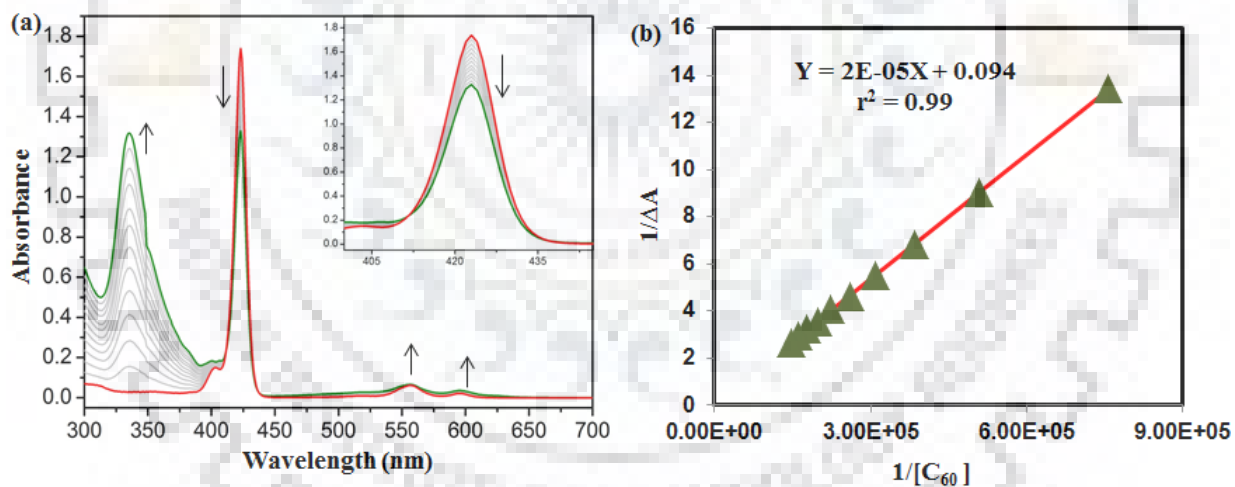 (a)
1.8
1.6
1.4
1.2
1.0
0.8
0.6
0.4
0.2
0.0
Absorbance
300 350 400 450 500 550 600 650 700
Wavelength (nm)
1.8
1.6
1.4
1.2
1.0
0.8
0.6
0.4
0.2
0.0
405 420 435
(b)
16
14
12
10
8
6
4
2
0
1/ΔA
Y = 2E-05X + 0.094
r² = 0.99
0.00E+00 3.00E+05 6.00E+05 9.00E+05
1/[C₆₀]